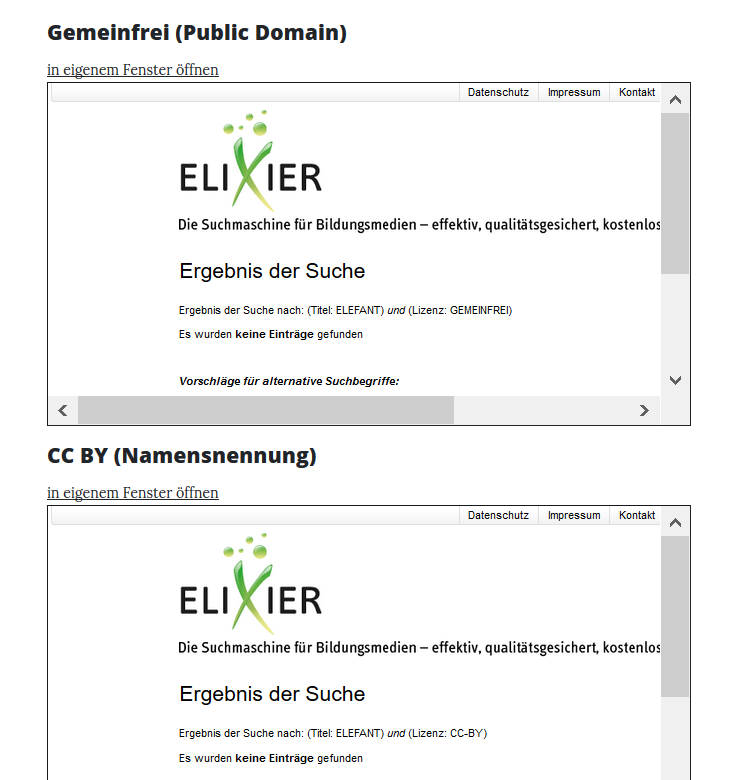 Gemeinfrei (Public Domain)
in eigenem Fenster öffnen
Datenschutz Impressum Kontakt
ELIXIER
Die Suchmaschine für Bildungsmedien – effektiv, qualitätsgesichert, kostenlos
Ergebnis der Suche
Ergebnis der Suche nach: (Titel: ELEFANT) und (Lizenz: GEMEINFREI)
Es wurden keine Einträge gefunden
Vorschläge für alternative Suchbegriffe:
CC BY (Namensnennung)
in eigenem Fenster öffnen
Datenschutz Impressum Kontakt
ELIXIER
Die Suchmaschine für Bildungsmedien – effektiv, qualitätsgesichert, kostenlos
Ergebnis der Suche
Ergebnis der Suche nach: (Titel: ELEFANT) und (Lizenz: CC-BY)
Es wurden keine Einträge gefunden